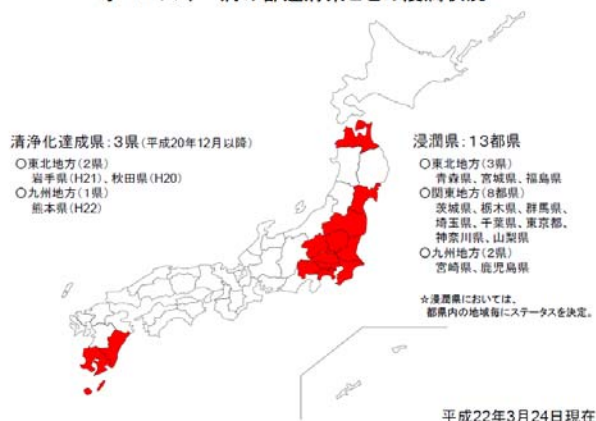 清浄化達成県:3県(平成20年12月以降)
○東北地方(2県)
岩手県(H21)、秋田県(H20)
○九州地方(1県)
熊本県(H22)
浸潤県:13都県
○東北地方(3県)
青森県、宮城県、福島県
○関東地方(8都県)
茨城県、栃木県、群馬県、
埼玉県、千葉県、東京都、
神奈川県、山梨県
○九州地方(2県)
宮崎県、鹿児島県
☆浸潤県においては、
都県内の地域毎にステータスを決定。
平成22年3月24日現在